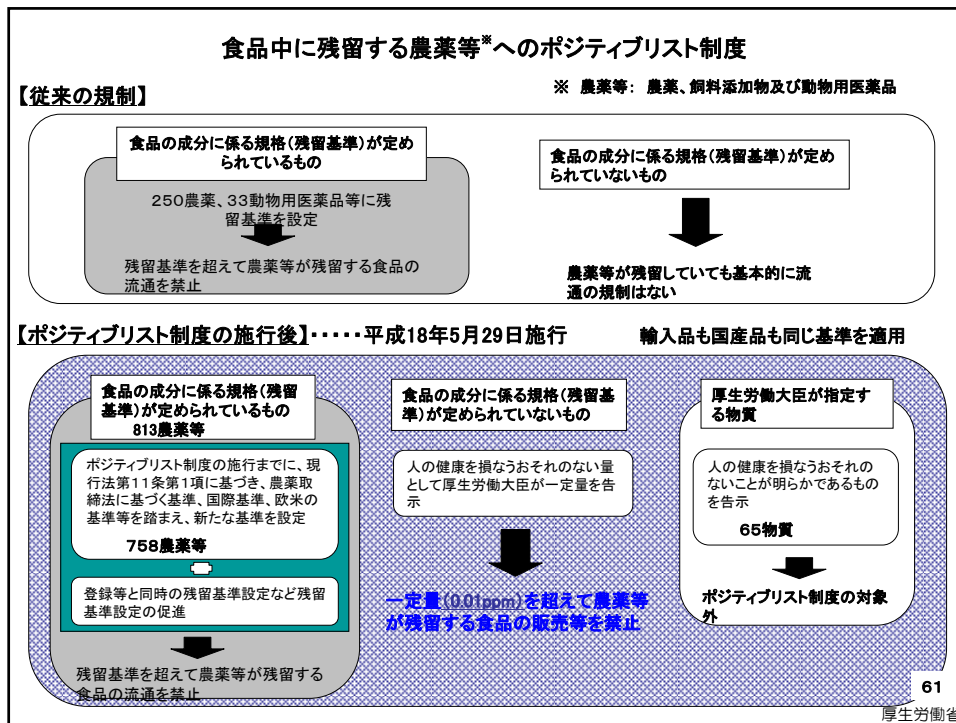 食品中に残留する農薬等※へのポジティブリスト制度
※ 農薬等： 農薬、飼料添加物及び動物用医薬品
【従来の規制】
食品の成分に係る規格（残留基準）が定め
られているもの
250農薬、33動物用医薬品等に残
留基準を設定
残留基準を超えて農薬等が残留する食品の
流通を禁止
食品の成分に係る規格（残留基準）が定め
られていないもの
農薬等が残留していても基本的に流
通の規制はない
【ポジティブリスト制度の施行後】・・・・・平成18年5月29日施行
輸入品も国産品も同じ基準を適用
食品の成分に係る規格（残留
基準）が定められているもの
813農薬等
ポジティブリスト制度の施行までに、現
行法第11条第1項に基づき、農薬取
締法に基づく基準、国際基準、欧米の
基準等を踏まえ、新たな基準を設定
758農薬等
登録等と同時の残留基準設定など残留
基準設定の促進
残留基準を超えて農薬等が残留する
食品の流通を禁止
食品の成分に係る規格（残留基
準）が定められていないもの
人の健康を損なうおそれのない量
として厚生労働大臣が一定量を告
示
一定量（0.01ppm）を超えて農薬等
が残留する食品の販売等を禁止
厚生労働大臣が指定す
る物質
人の健康を損なうおそれの
ないことが明らかであるもの
を告示
65物質
ポジティブリスト制度の対象
外
61
厚生労働省